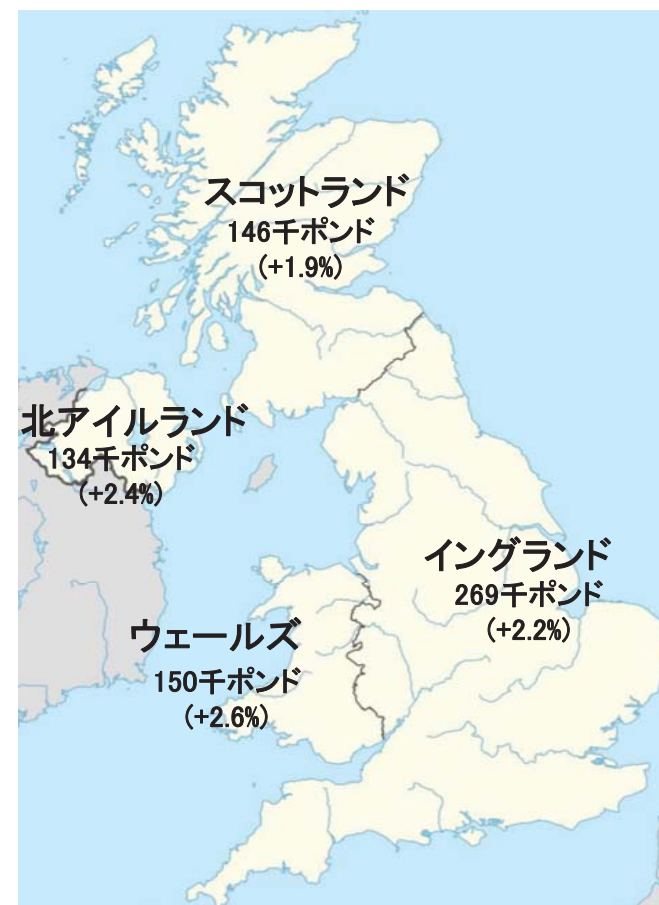 スコットランド
146千ポンド
(+1.9%)
北アイルランド
134千ポンド
(+2.4%)
イングランド
269千ポンド
(+2.2%)
ウェールズ
150千ポンド
(+2.6%)